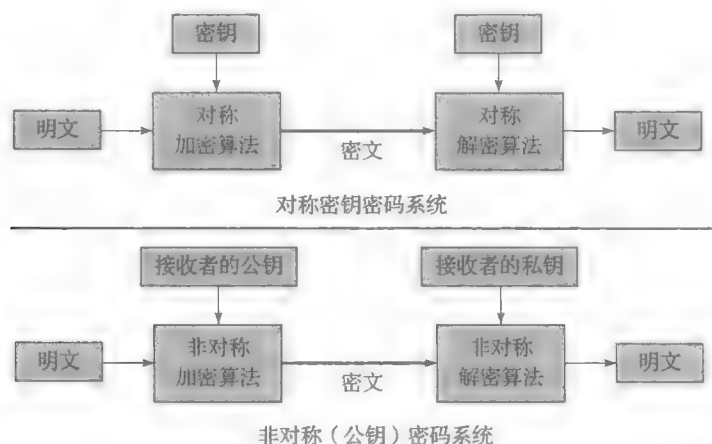 密钥 密钥
明文 对称 对称 明文
加密算法 解密算法
密文
对称密钥密码系统
接收者的公钥 接收者的私钥
明文 非对称 非对称 明文
加密算法 解密算法
密文
非对称（公钥）密码系统